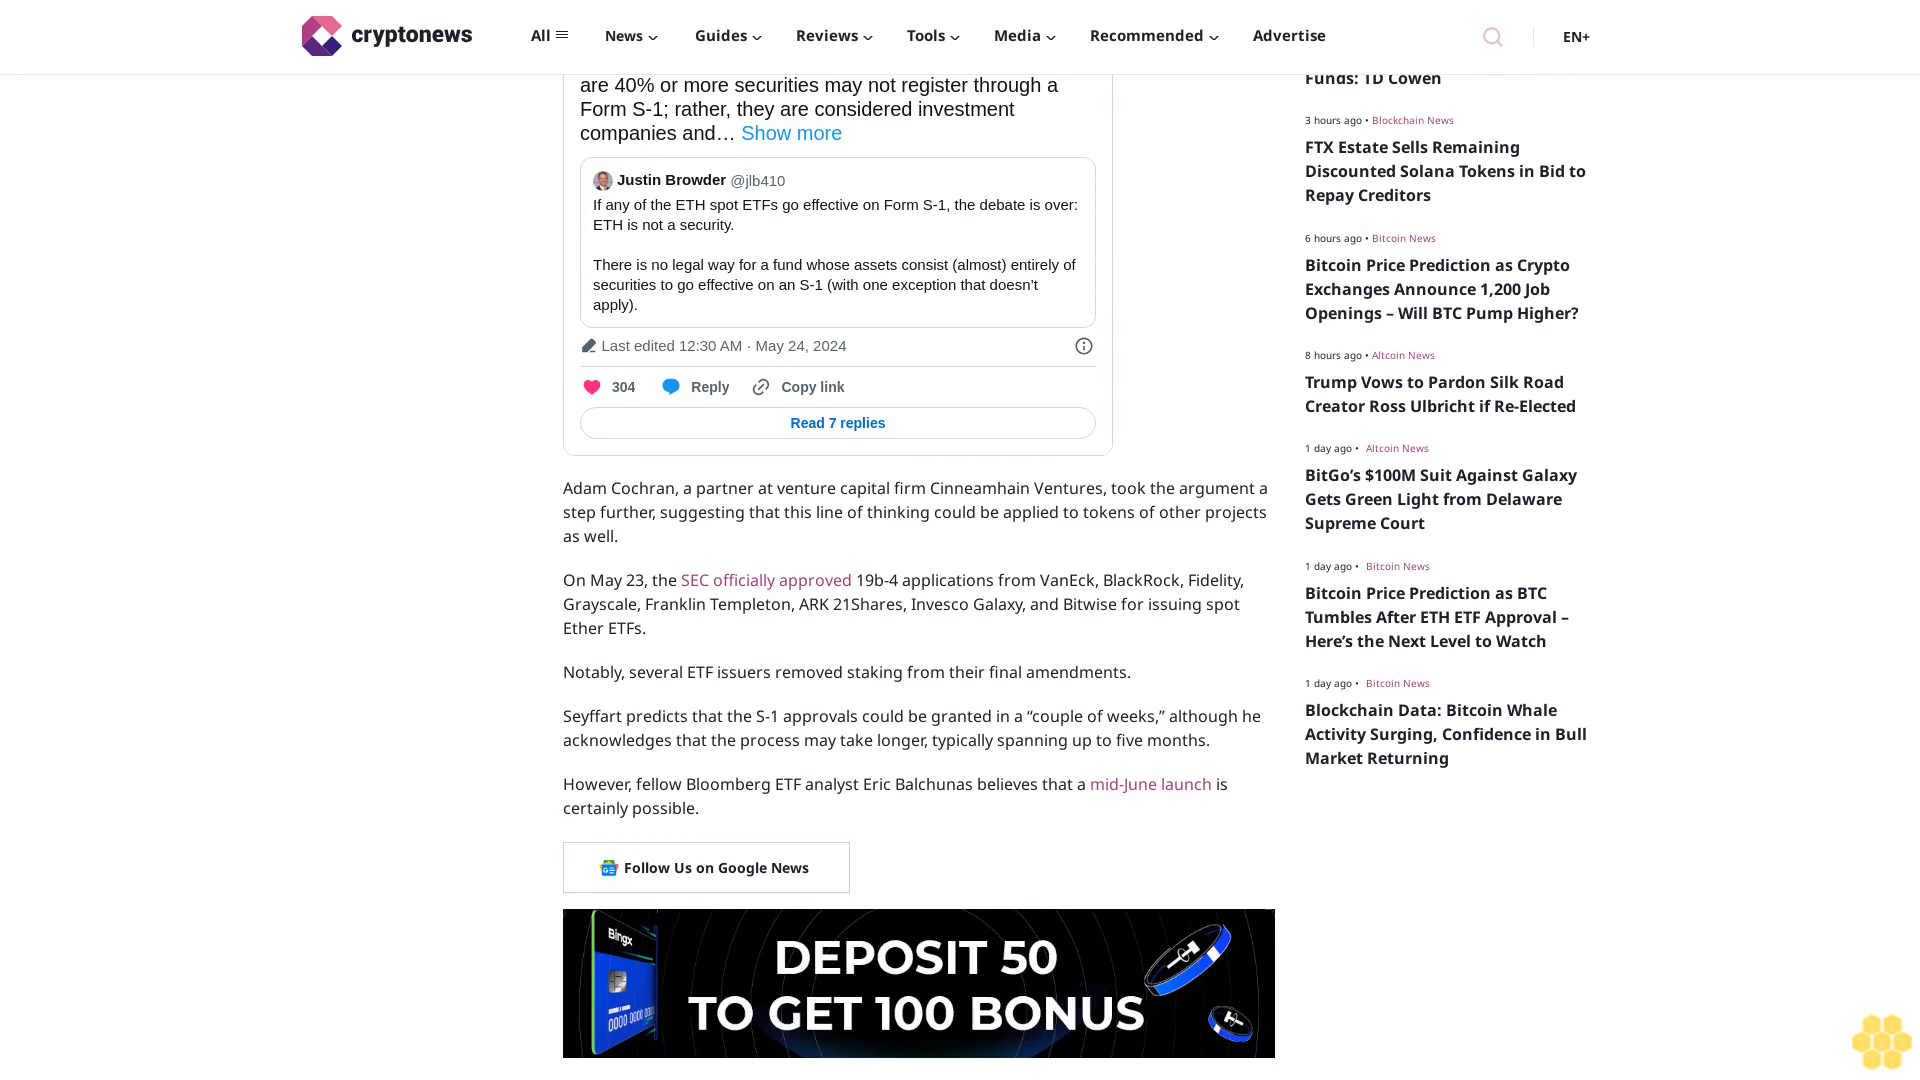 cryptonews
All
News
Guides
Reviews
Tools
Media
Recommended
Advertise
EN+
are 40% or more securities may not register through a
Form S-1; rather, they are considered investment
companies and… Show more
Justin Browder @jlb410
If any of the ETH spot ETFs go effective on Form S-1, the debate is over:
ETH is not a security.
There is no legal way for a fund whose assets consist (almost) entirely of
securities to go effective on an S-1 (with one exception that doesn’t
apply).
Last edited 12:30 AM · May 24, 2024
304 Reply Copy link
Read 7 replies
Adam Cochran, a partner at venture capital firm Cinneamhain Ventures, took the argument a
step further, suggesting that this line of thinking could be applied to tokens of other projects
as well.
On May 23, the SEC officially approved 19b-4 applications from VanEck, BlackRock, Fidelity,
Grayscale, Franklin Templeton, ARK 21Shares, Invesco Galaxy, and Bitwise for issuing spot
Ether ETFs.
Notably, several ETF issuers removed staking from their final amendments.
Seyffart predicts that the S-1 approvals could be granted in a “couple of weeks,” although he
acknowledges that the process may take longer, typically spanning up to five months.
However, fellow Bloomberg ETF analyst Eric Balchunas believes that a mid-June launch is
certainly possible.
Follow Us on Google News
Bingx
DEPOSIT 50
TO GET 100 BONUS
Funds: TD Cowen
3 hours ago • Blockchain News
FTX Estate Sells Remaining
Discounted Solana Tokens in Bid to
Repay Creditors
6 hours ago • Bitcoin News
Bitcoin Price Prediction as Crypto
Exchanges Announce 1,200 Job
Openings – Will BTC Pump Higher?
8 hours ago • Altcoin News
Trump Vows to Pardon Silk Road
Creator Ross Ulbricht if Re-Elected
1 day ago • Altcoin News
BitGo’s $100M Suit Against Galaxy
Gets Green Light from Delaware
Supreme Court
1 day ago • Bitcoin News
Bitcoin Price Prediction as BTC
Tumbles After ETH ETF Approval –
Here’s the Next Level to Watch
1 day ago • Bitcoin News
Blockchain Data: Bitcoin Whale
Activity Surging, Confidence in Bull
Market Returning